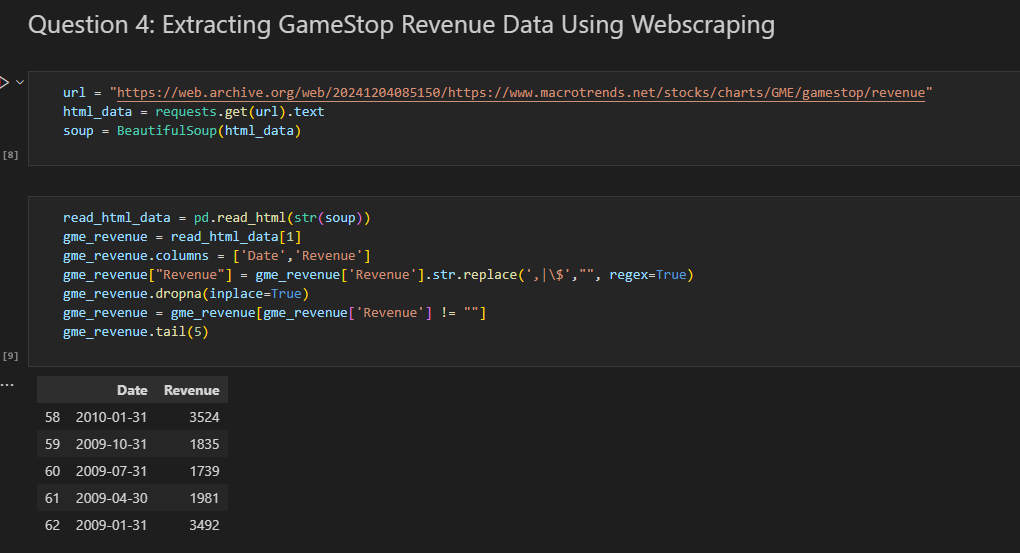 Question 4: Extracting GameStop Revenue Data Using Webscraping
url = "https://web.archive.org/web/20241204085150/https://www.macrotrends.net/stocks/charts/GME/gamestop/revenue"
html_data = requests.get(url).text
soup = BeautifulSoup(html_data)
[8]
read_html_data = pd.read_html(str(soup))
gme_revenue = read_html_data[1]
gme_revenue.columns = ['Date','Revenue']
gme_revenue["Revenue"] = gme_revenue['Revenue'].str.replace(',|\$',"", regex=True)
gme_revenue.dropna(inplace=True)
gme_revenue = gme_revenue[gme_revenue['Revenue'] != ""]
gme_revenue.tail(5)
[9]
...
Date Revenue
58 2010-01-31 3524
59 2009-10-31 1835
60 2009-07-31 1739
61 2009-04-30 1981
62 2009-01-31 3492